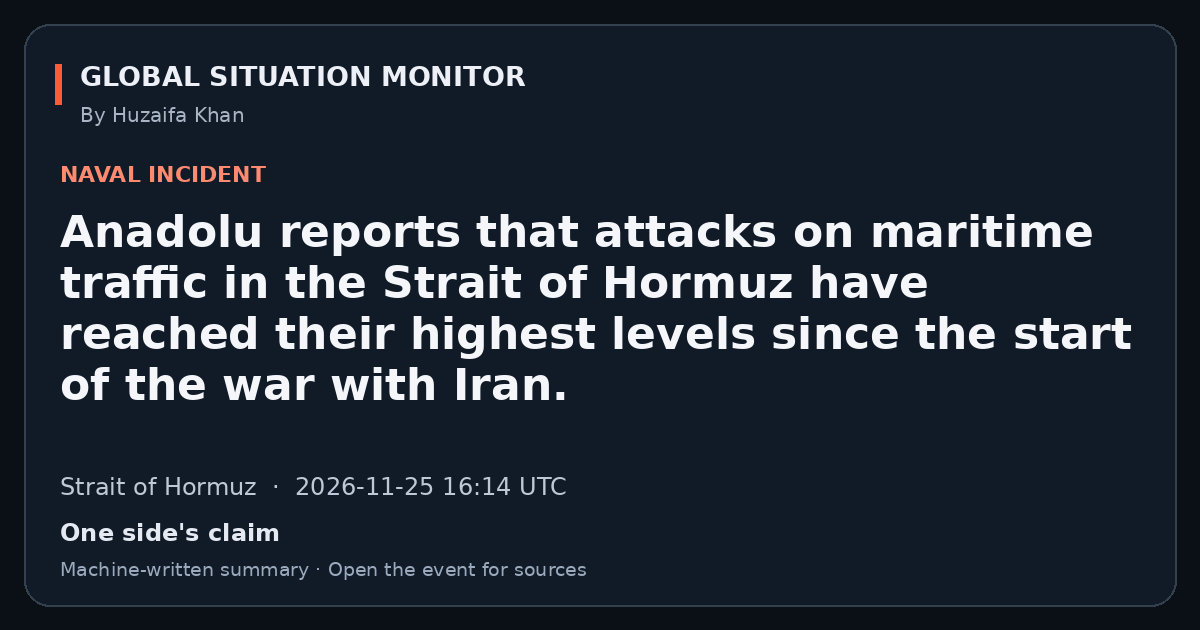 GLOBAL SITUATION MONITOR
By Huzaifa Khan
NAVAL INCIDENT
Anadolu reports that attacks on maritime
traffic in the Strait of Hormuz have
reached their highest levels since the start
of the war with Iran.
Strait of Hormuz · 2026-11-25 16:14 UTC
One side's claim
Machine-written summary · Open the event for sources